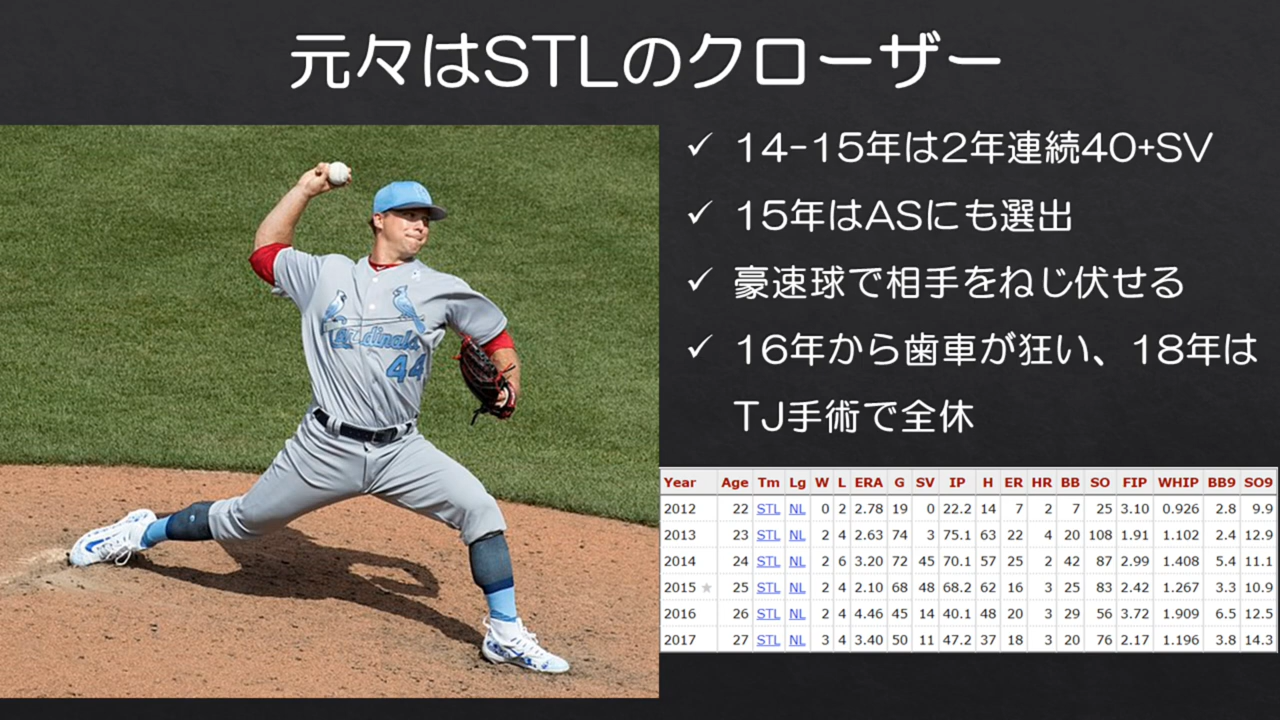 元々はSTLのクローザー
✓ 14-15年は2年連続40+SV
✓ 15年はASにも選出
✓ 豪速球で相手をねじ伏せる
✓ 16年から歯車が狂い、18年は
TJ手術で全休
Cardinals
44
Year Age Tm Lg W L ERA G SV IP H ER HR BB SO FIP WHIP BB9 SO9
2012 22 STL NL 0 2 2.78 19 0 22.2 14 7 2 7 25 3.10 0.926 2.8 9.9
2013 23 STL NL 2 4 2.63 74 3 75.1 63 22 4 20 108 1.91 1.102 2.4 12.9
2014 24 STL NL 2 6 3.20 72 45 70.1 57 25 2 42 87 2.99 1.408 5.4 11.1
2015 ★ 25 STL NL 2 4 2.10 68 48 68.2 62 16 3 25 83 2.42 1.267 3.3 10.9
2016 26 STL NL 2 4 4.46 45 14 40.1 48 20 3 29 56 3.72 1.909 6.5 12.5
2017 27 STL NL 3 4 3.40 50 11 47.2 37 18 3 20 76 2.17 1.196 3.8 14.3